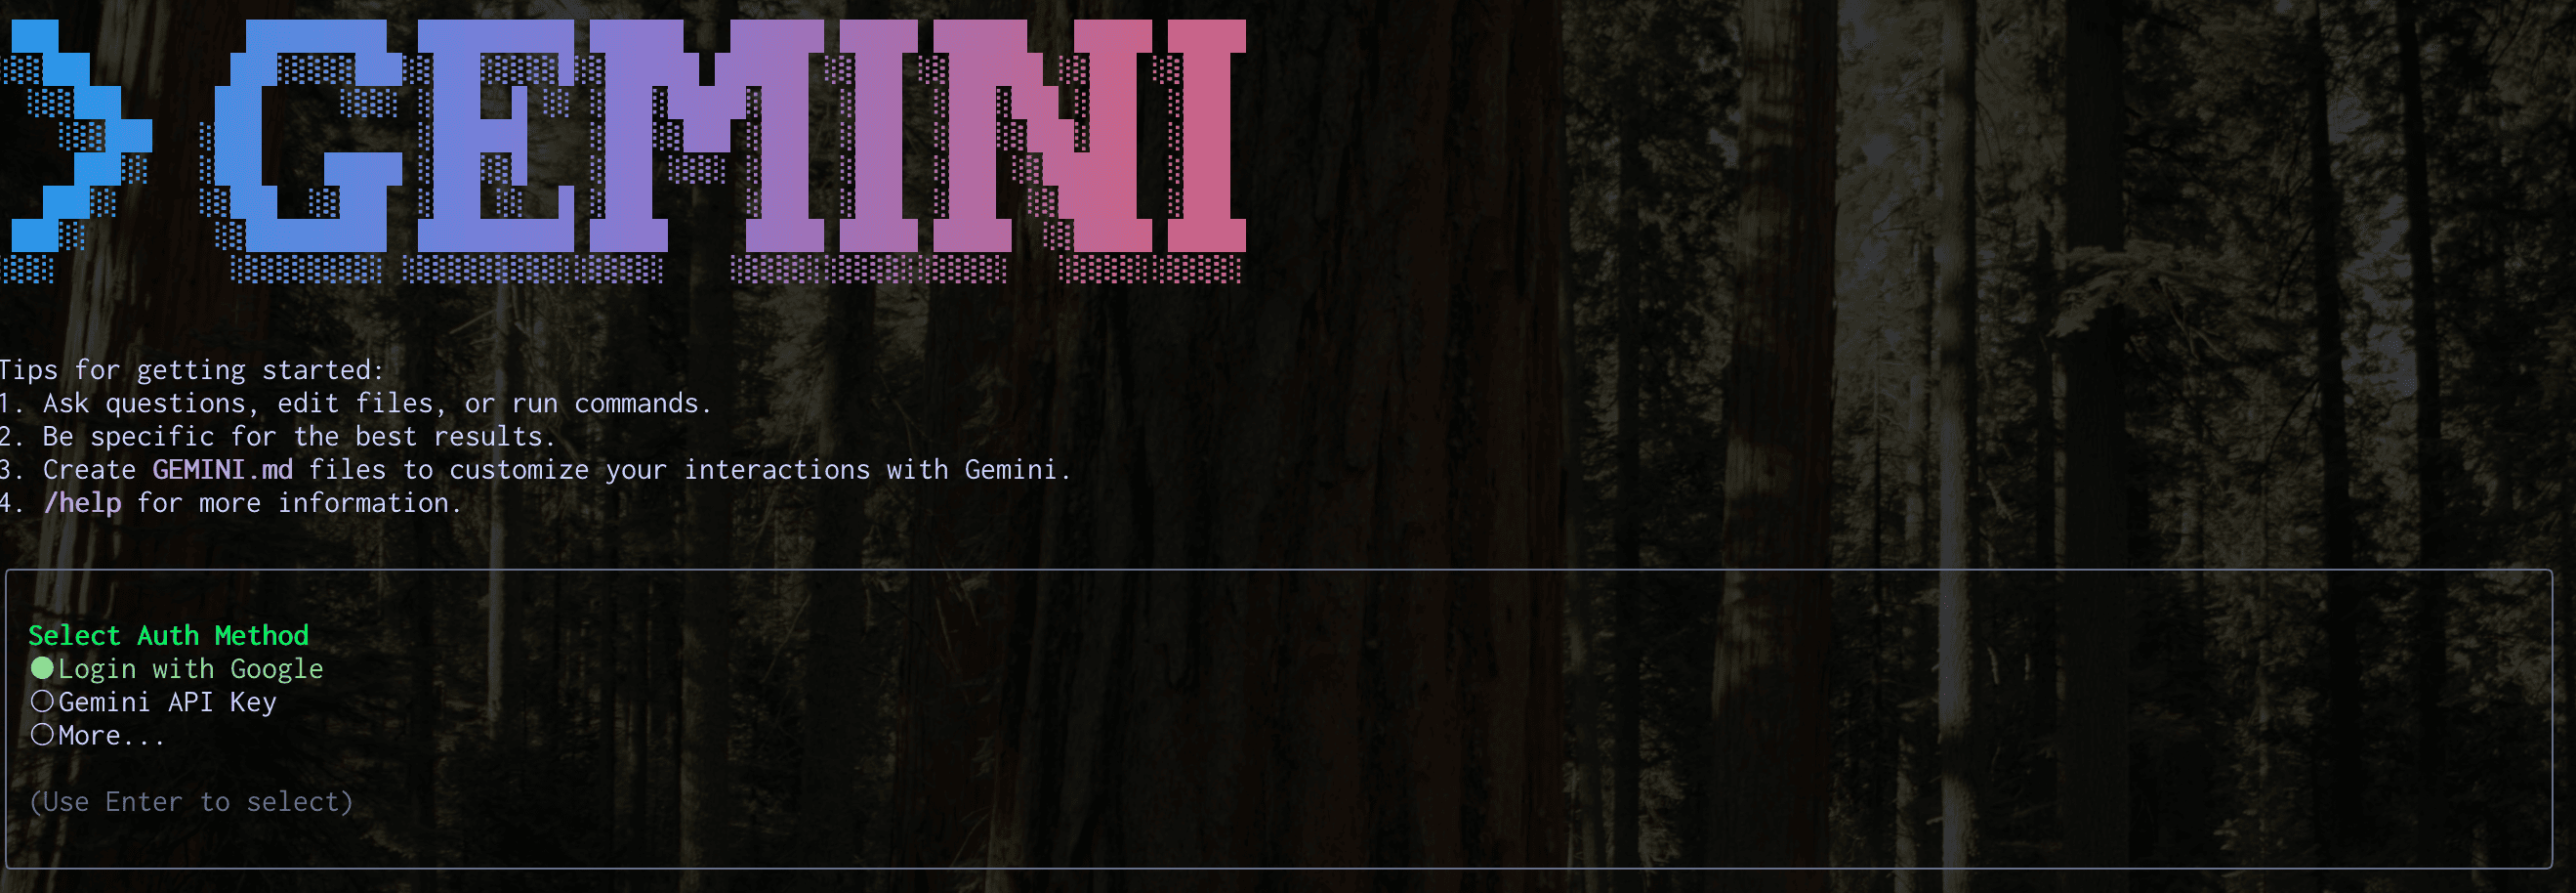 GEMINI
Tips for getting started:
1. Ask questions, edit files, or run commands.
2. Be specific for the best results.
3. Create GEMINI.md files to customize your interactions with Gemini.
4. /help for more information.
Select Auth Method
Login with Google
Gemini API Key
More...
(Use Enter to select)